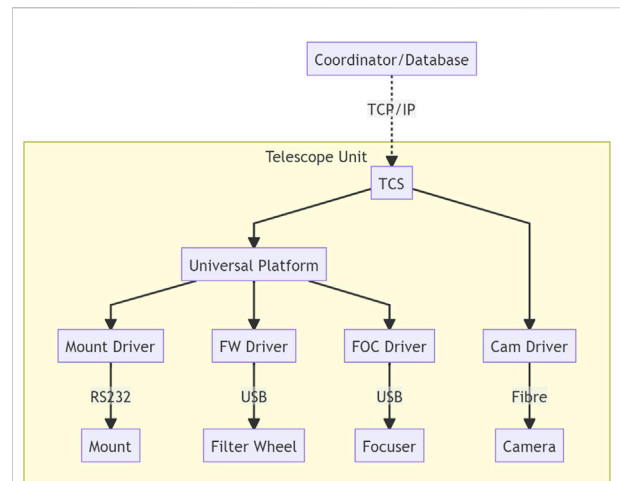 Coordinator/Database
TCP/IP
Telescope Unit
TCS
Universal Platform
Mount Driver
FW Driver
FOC Driver
Cam Driver
RS232
USB
USB
Fibre
Mount
Filter Wheel
Focuser
Camera